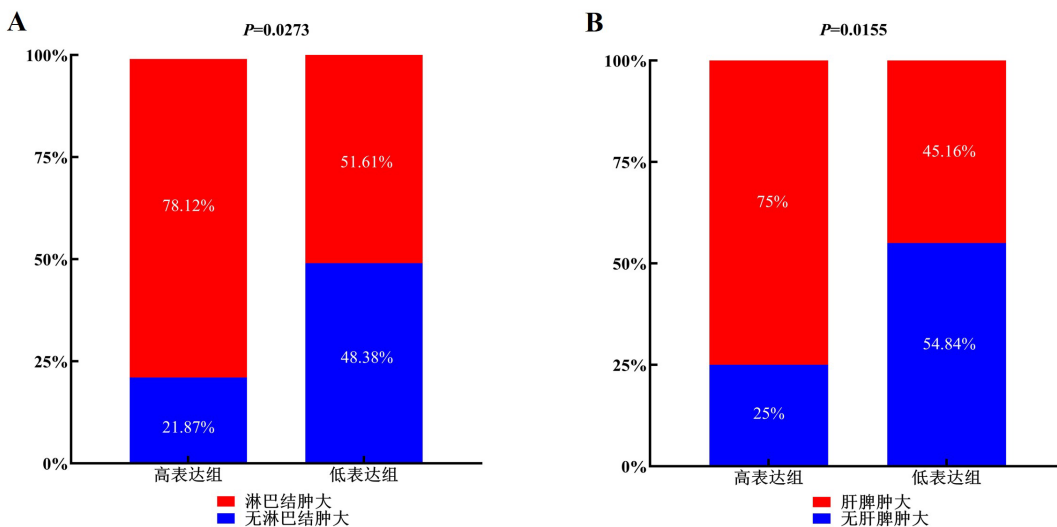 A
P=0.0273
100%
75%
50%
25%
0%
78.12%
21.87%
51.61%
48.38%
高表达组
低表达组
淋巴结肿大
无淋巴结肿大
B
P=0.0155
100%
75%
50%
25%
0%
75%
25%
45.16%
54.84%
高表达组
低表达组
肝脾肿大
无肝脾肿大